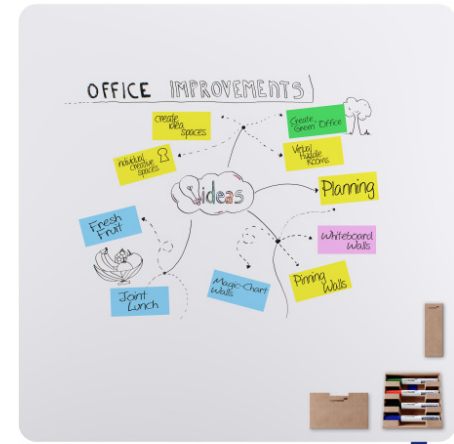 OFFICE IMPROVEMENTS
create
idea
spaces
Create
"Green" Office
individual
creative
spaces
Virtual
huddle
Rooms
ideas
Planning
Fresh
Fruit
Whiteboard
Walls
Magic-Chart
Walls
Pinning
Walls
Joint
Lunch